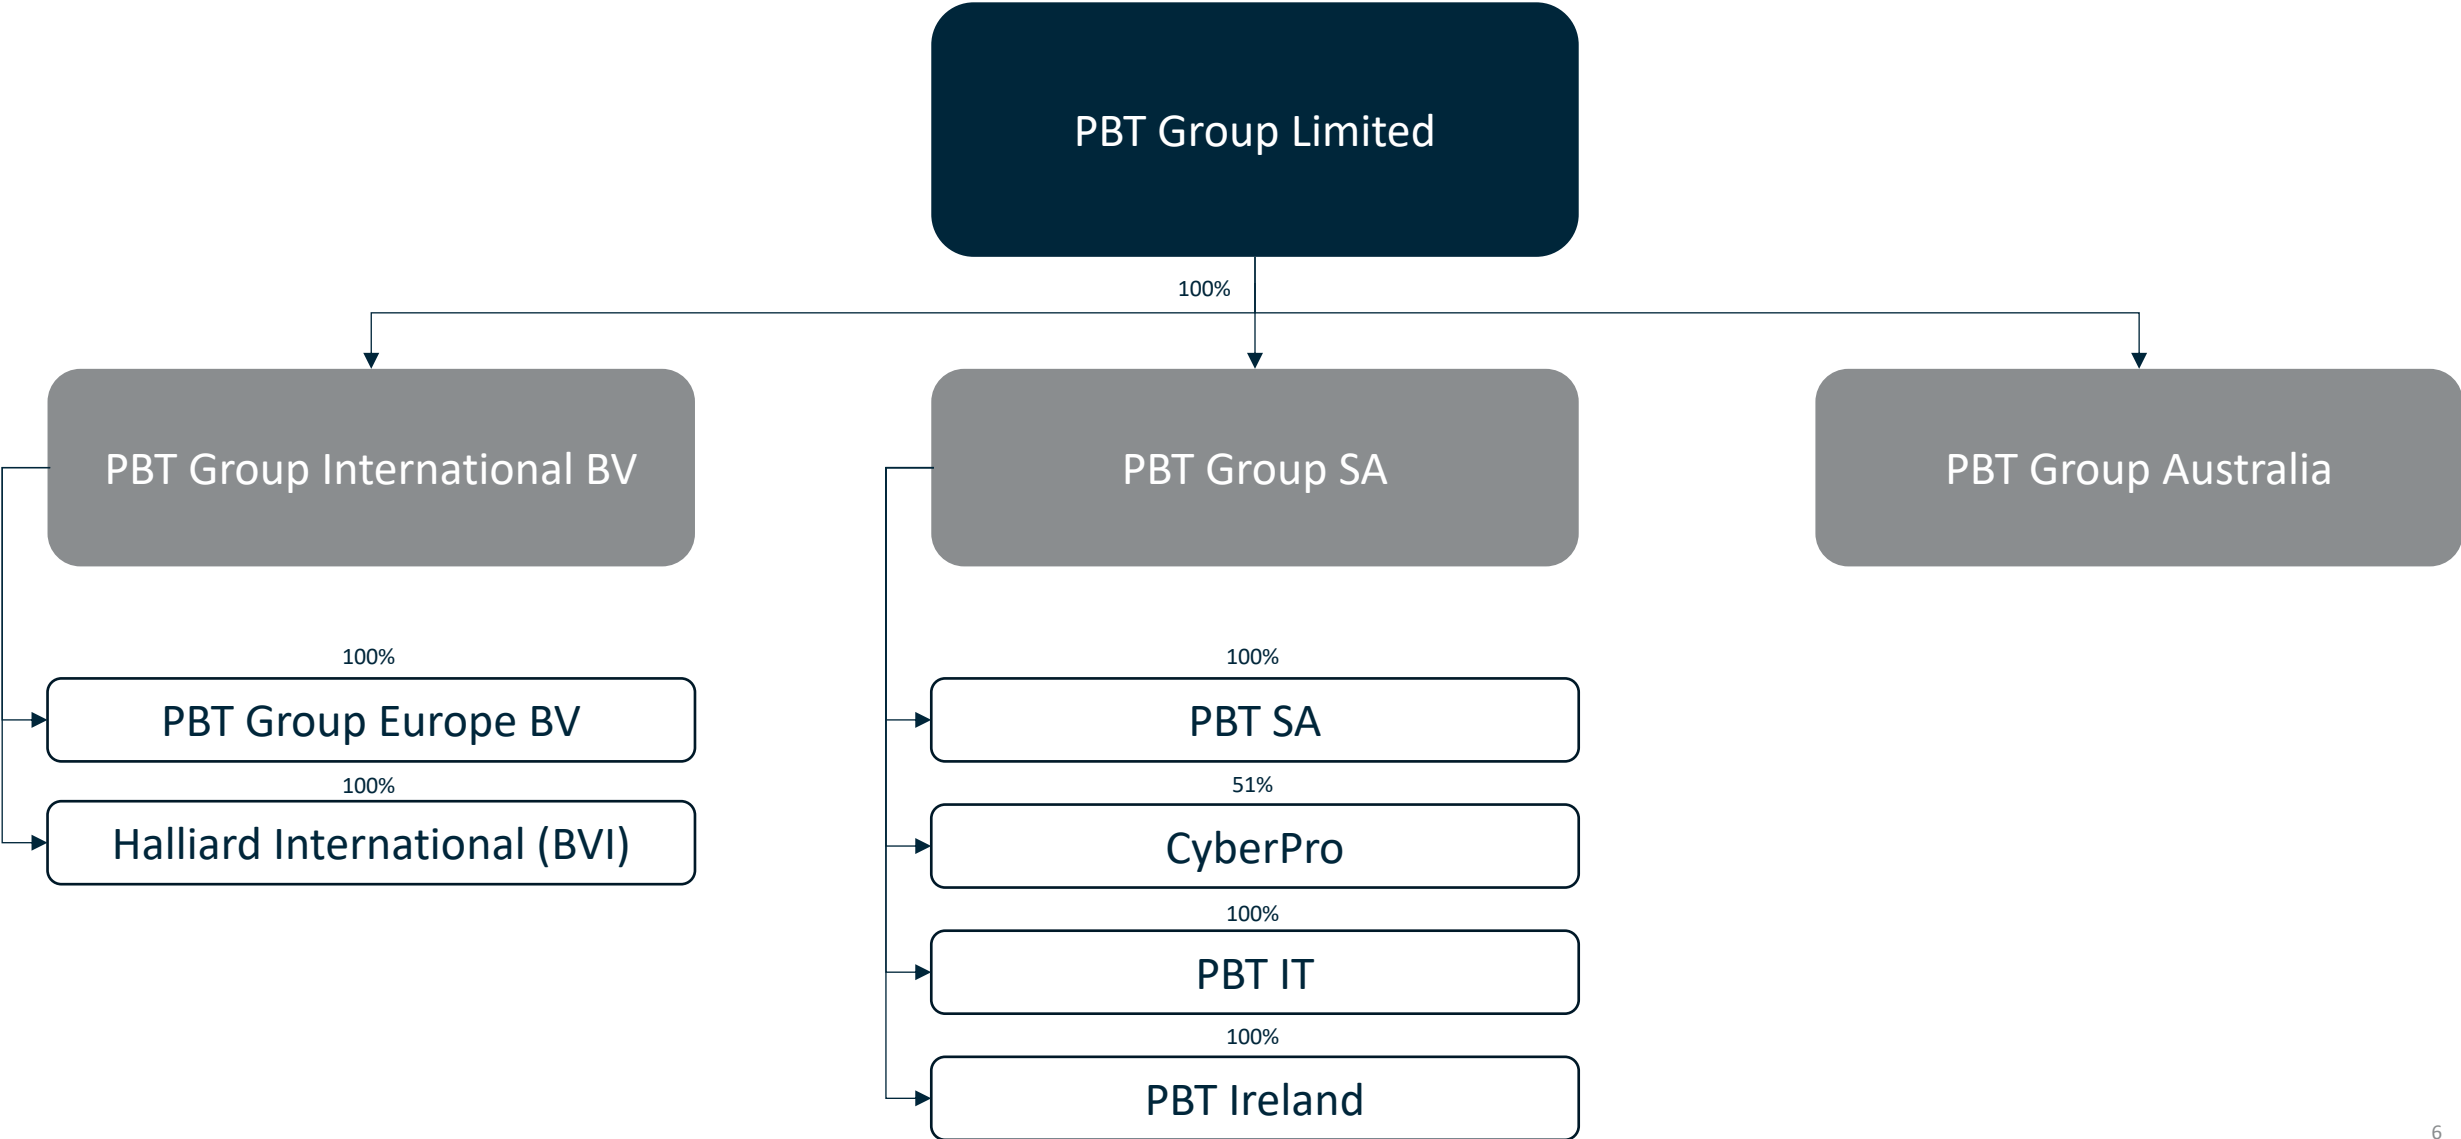 PBT Group Limited
100%
PBT Group International BV
PBT Group SA
PBT Group Australia
100%
PBT Group Europe BV
100%
Halliard International (BVI)
100%
PBT SA
51%
CyberPro
100%
PBT IT
100%
PBT Ireland
6